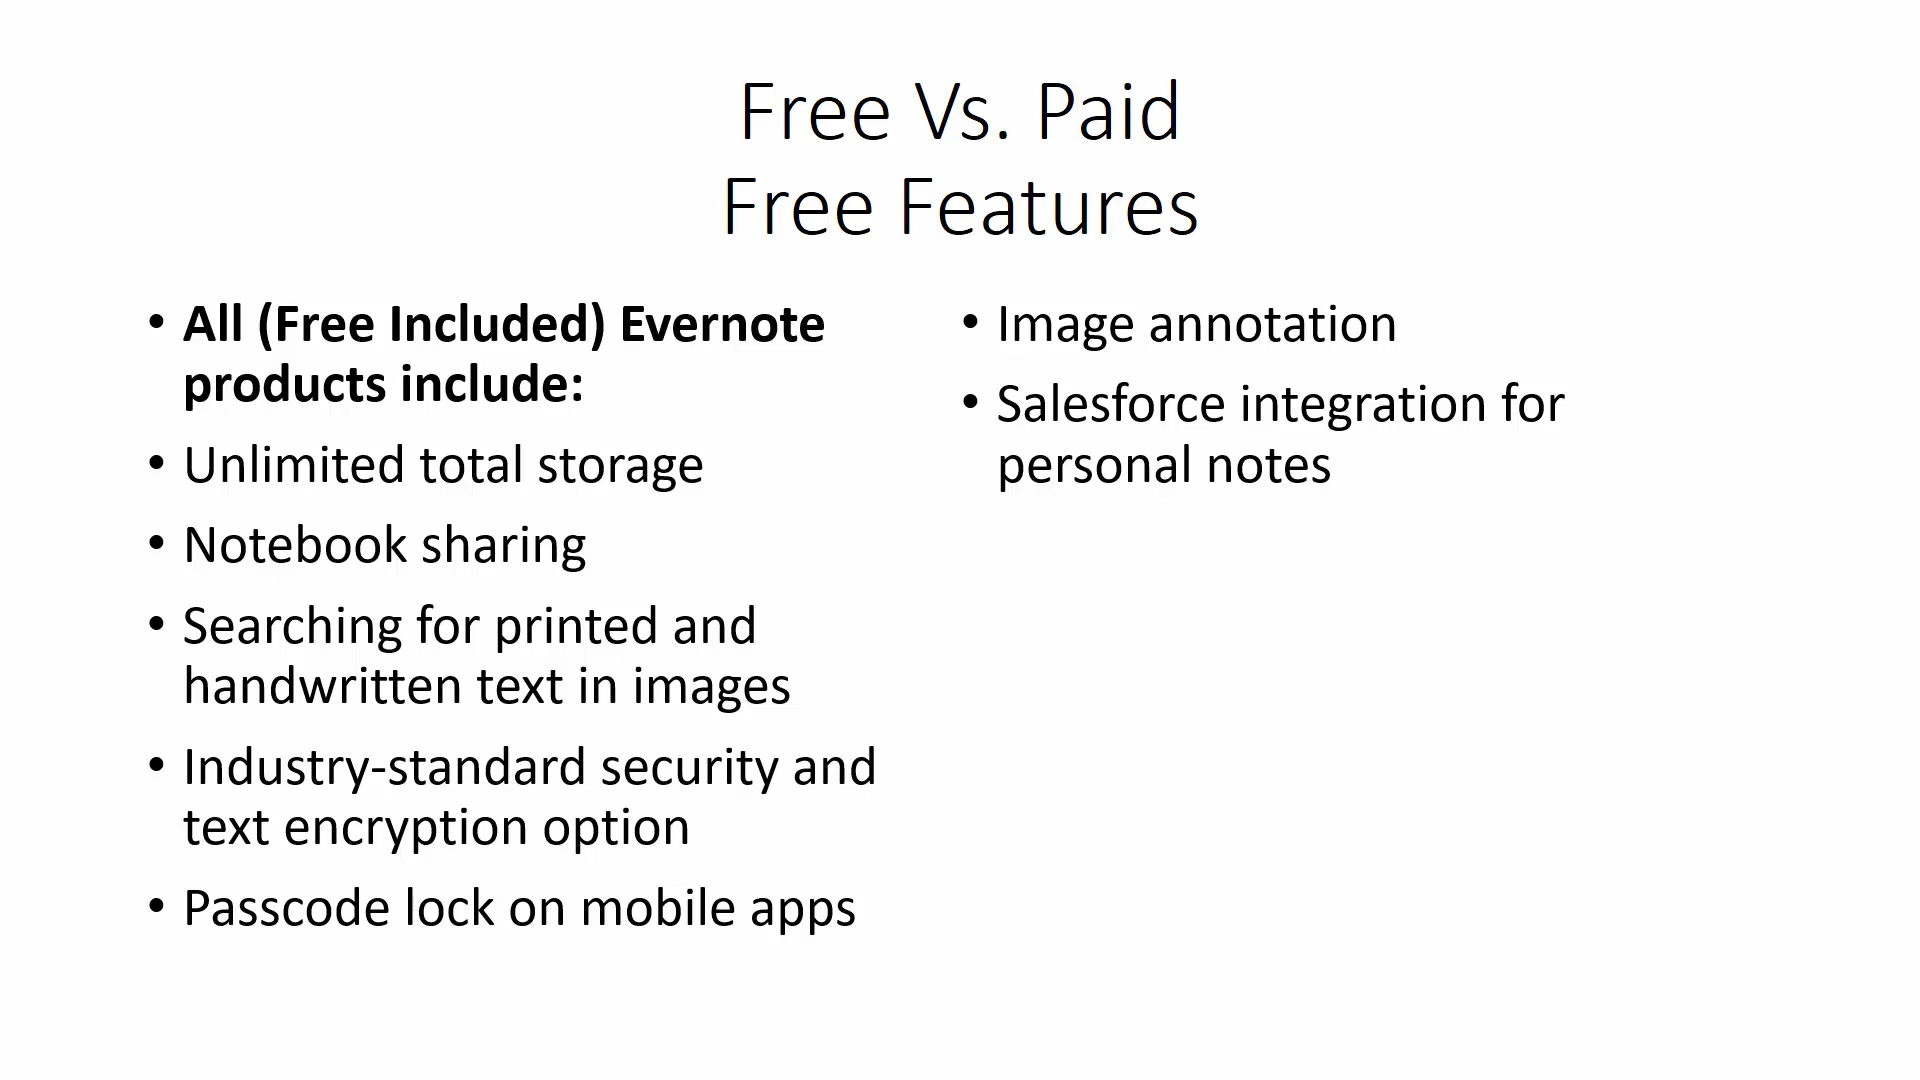 Free Vs. Paid
Free Features
• All (Free Included) Evernote
products include:
• Unlimited total storage
• Notebook sharing
• Searching for printed and
handwritten text in images
• Industry-standard security and
text encryption option
• Passcode lock on mobile apps
• Image annotation
• Salesforce integration for
personal notes